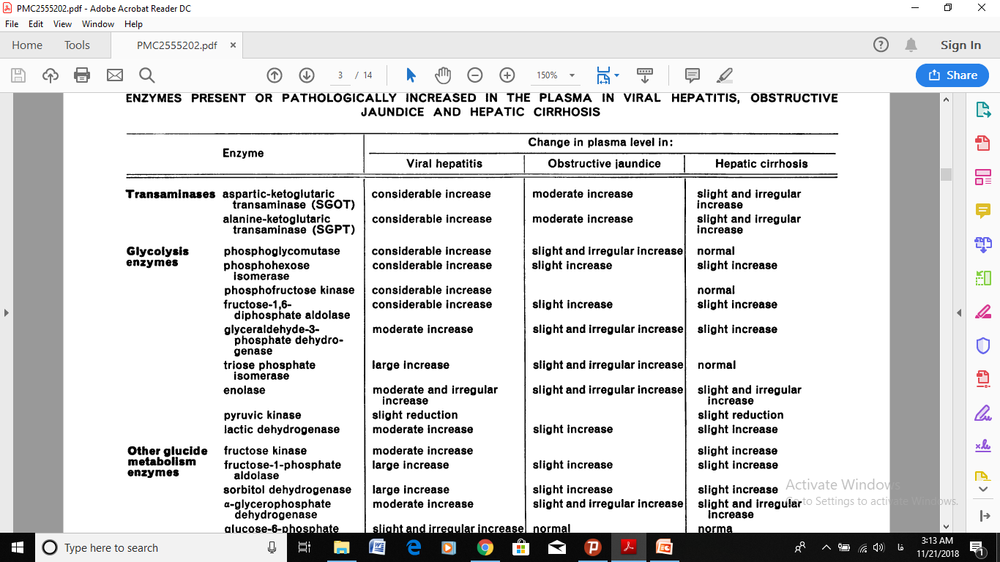 PMC2555202.pdf - Adobe Acrobat Reader DC
File Edit View Window Help
Home Tools PMC2555202.pdf × Sign In
3 / 14 150% Share
ENZYMES PRESENT OR PATHOLOGICALLY INCREASED IN THE PLASMA IN VIRAL HEPATITIS, OBSTRUCTIVE
JAUNDICE AND HEPATIC CIRRHOSIS
Enzyme
Change in plasma level in:
Viral hepatitis Obstructive jaundice Hepatic cirrhosis
Transaminases aspartic-ketoglutaric considerable increase moderate increase slight and irregular
transaminase (SGOT) increase
alanine-ketoglutaric considerable increase moderate increase slight and irregular
transaminase (SGPT) increase
Glycolysis phosphoglycomutase considerable increase slight and irregular increase normal
enzymes phosphohexose considerable increase slight increase slight increase
isomerase
phosphofructose kinase considerable increase normal
fructose-1,6- considerable increase slight increase slight increase
diphosphate aldolase
glyceraldehyde-3- moderate increase slight and irregular increase slight increase
phosphate dehydro-
genase
triose phosphate large increase slight and irregular increase normal
isomerase
enolase moderate and irregular slight and irregular increase slight and irregular
increase increase
pyruvic kinase slight reduction slight reduction
lactic dehydrogenase moderate increase slight increase slight increase
Other glucide fructose kinase moderate increase slight increase
metabolism fructose-1-phosphate large increase slight increase slight increase
enzymes aldolase
sorbitol dehydrogenase large increase slight increase slight increase
α-glycerophosphate moderate increase slight and irregular increase slight and irregular
dehydrogenase increase
glucose-6-phosphate slight and irregular increase normal norma
Activate Windows
Go to Settings to activate Windows.
Type here to search
فا
3:13 AM
11/21/2018
1